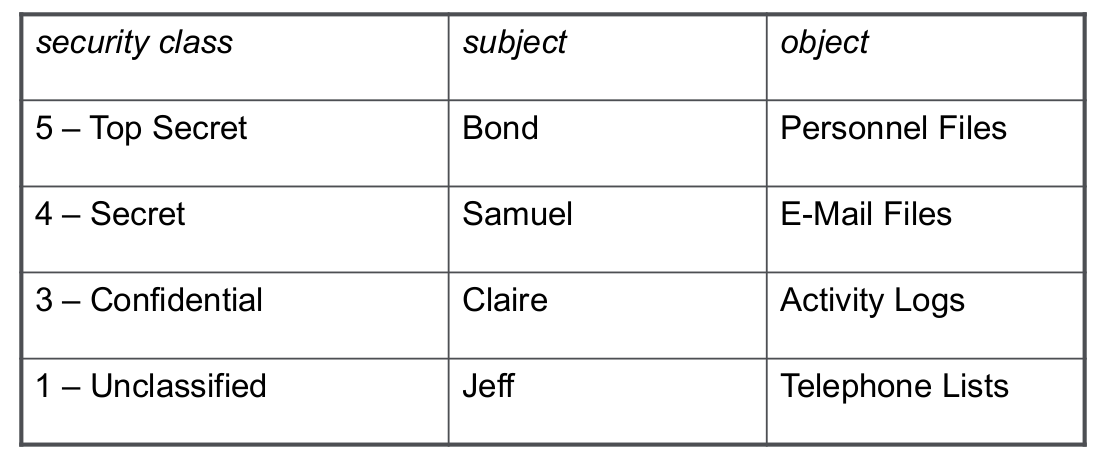 security class subject object
5 – Top Secret Bond Personnel Files
4 – Secret Samuel E-Mail Files
3 – Confidential Claire Activity Logs
1 – Unclassified Jeff Telephone Lists